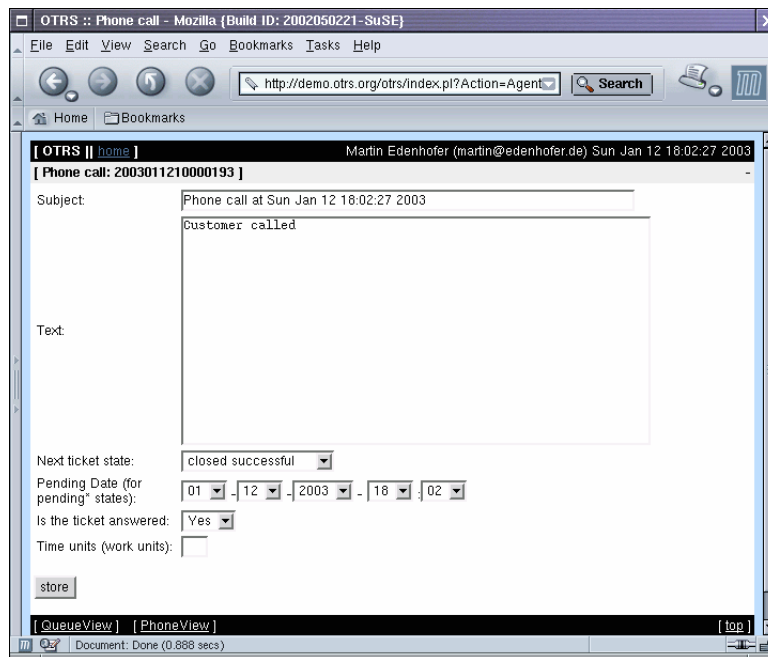 OTRS :: Phone call - Mozilla {Build ID: 2002050221-SuSE}
File Edit View Search Go Bookmarks Tasks Help
http://demo.otrs.org/otrs/index.pl?Action=Agent Search
Home Bookmarks
[ OTRS || home ] Martin Edenhofer (martin@edenhofer.de) Sun Jan 12 18:02:27 2003
[ Phone call: 2003011210000193 ] -
Subject: Phone call at Sun Jan 12 18:02:27 2003
Customer called
Text:
Next ticket state: closed successful
Pending Date (for
pending* states): 01 - 12 - 2003 - 18 : 02
Is the ticket answered: Yes
Time units (work units):
store
[ QueueView ] [ PhoneView ] [ top ]
Document: Done (0.888 secs)